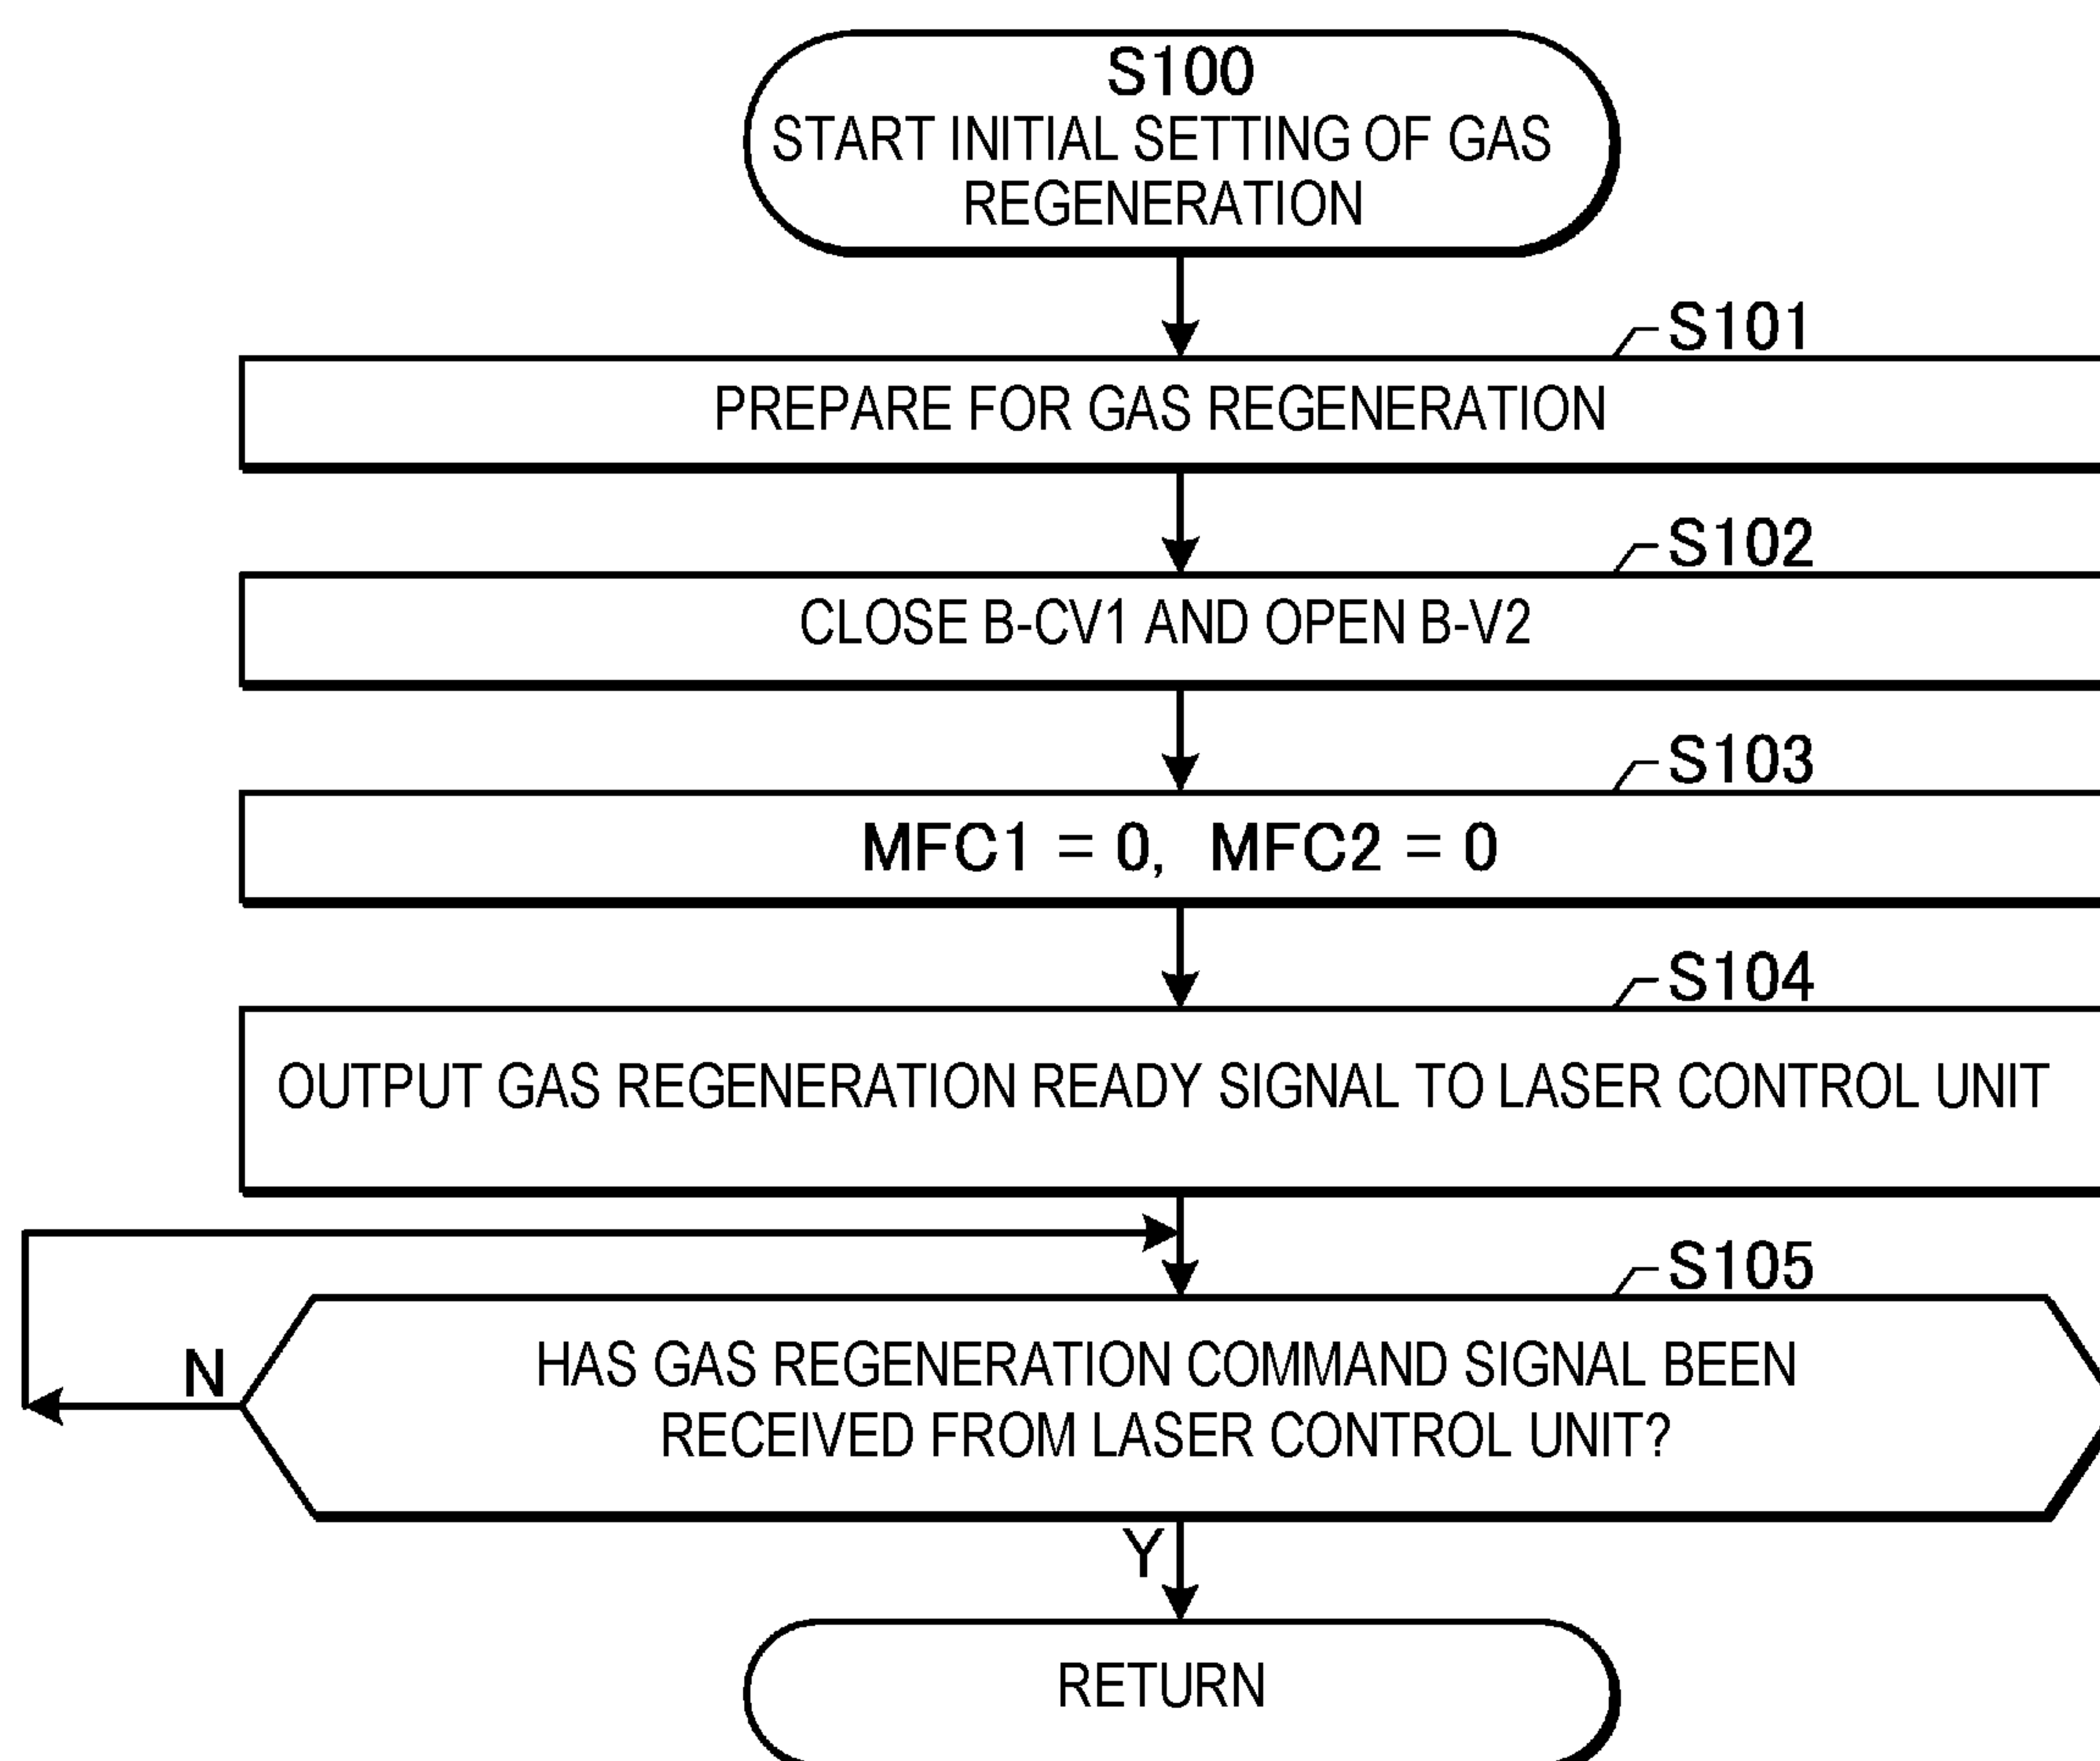 S100
START INITIAL SETTING OF GAS
REGENERATION
S101
PREPARE FOR GAS REGENERATION
S102
CLOSE B-CV1 AND OPEN B-V2
S103
MFC1 = 0, MFC2 = 0
S104
OUTPUT GAS REGENERATION READY SIGNAL TO LASER CONTROL UNIT
S105
HAS GAS REGENERATION COMMAND SIGNAL BEEN
RECEIVED FROM LASER CONTROL UNIT?
N
Y
RETURN